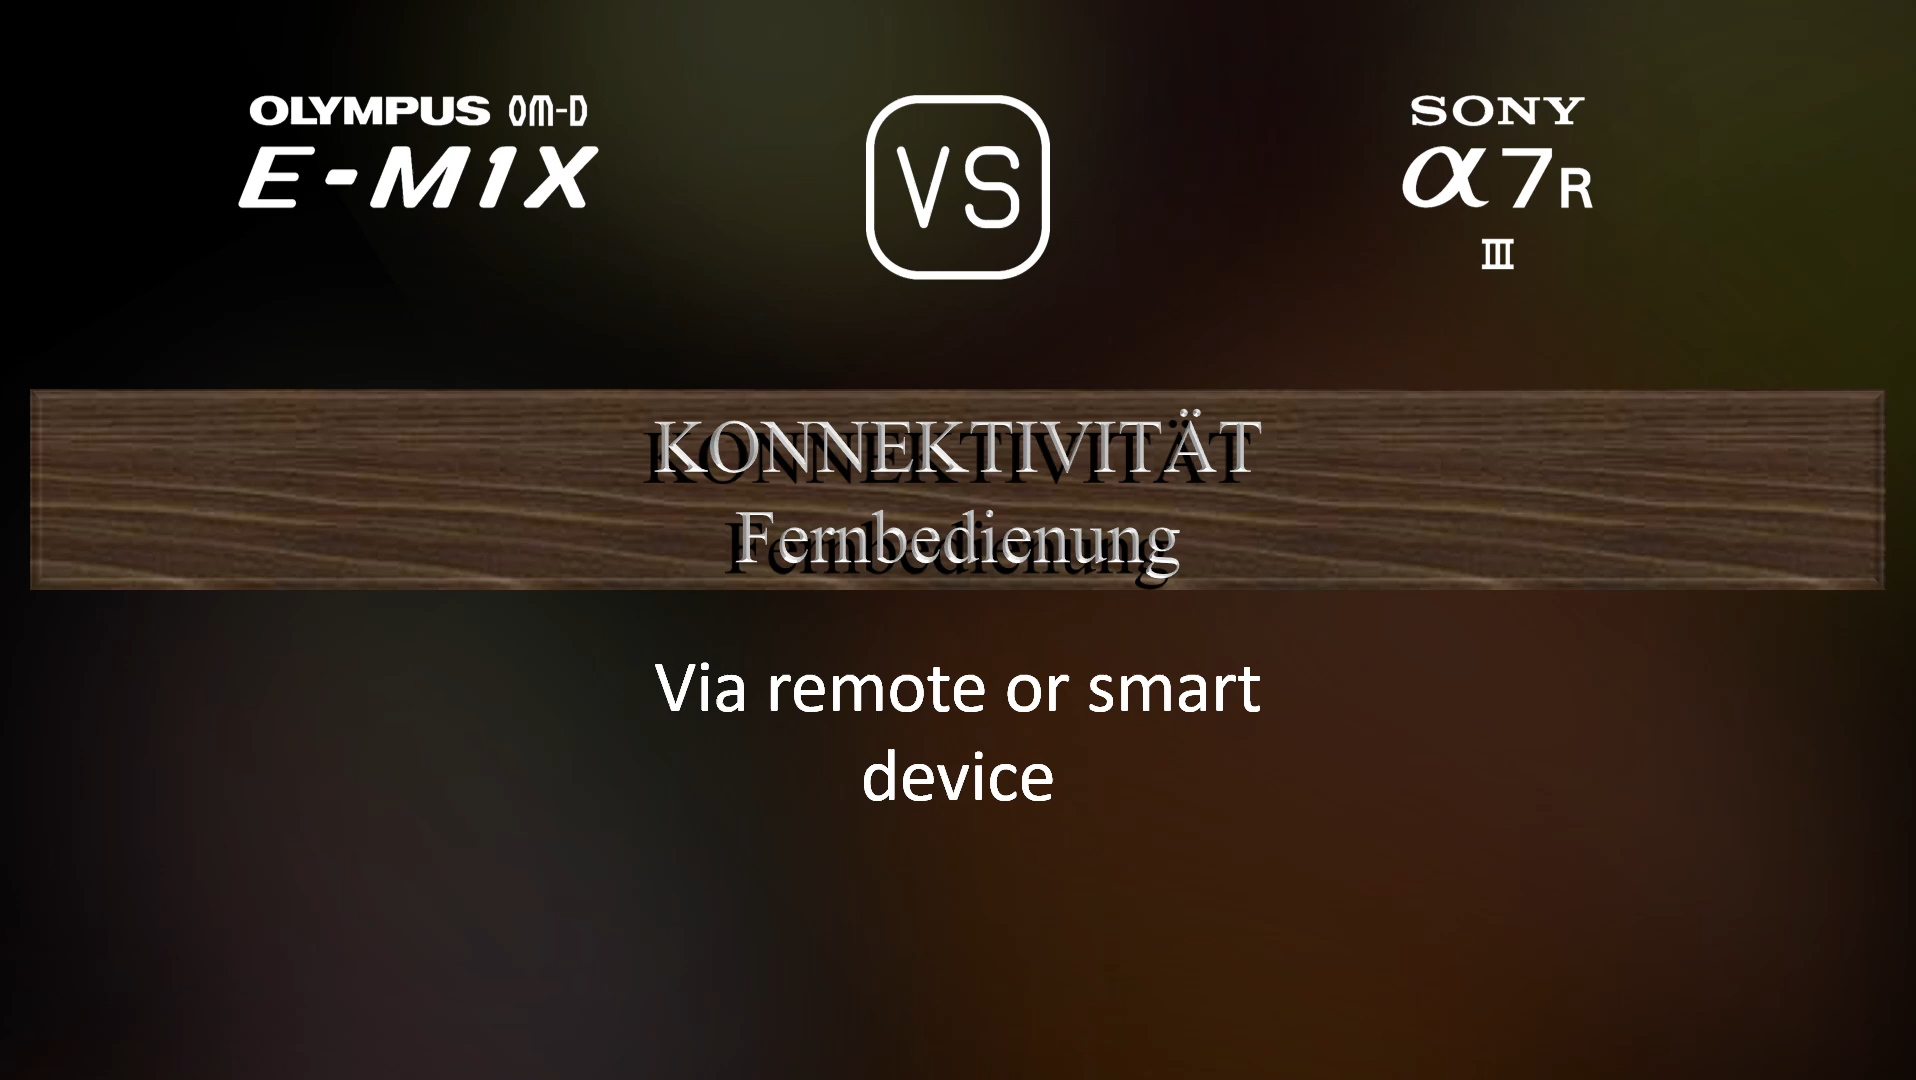 OLYMPUS OM-D
E-M1X
VS
SONY
α7R
III
KONNEKTIVITÄT
Fernbedienung
Via remote or smart
device